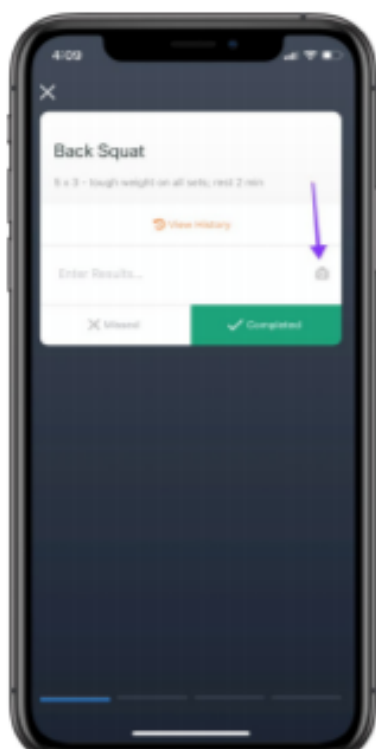 4:09
Back Squat
5 x 3 - tough weight on all sets; rest 2 min
View History
Enter Results...
Missed
Completed